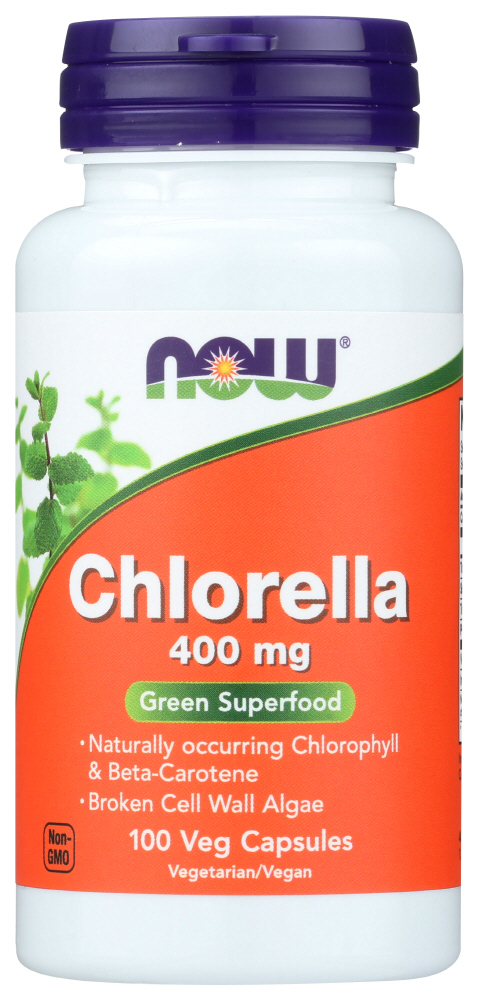 NOW®
Chlorella
400 mg
Green Superfood
• Naturally occurring Chlorophyll
& Beta-Carotene
• Broken Cell Wall Algae
Non-
GMO
100 Veg Capsules
Vegetarian/Vegan